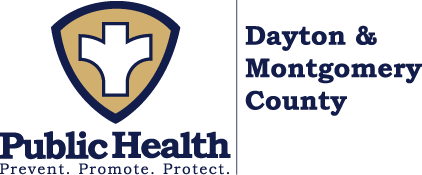 Public Health
Prevent. Promote. Protect.
Dayton &
Montgomery
County